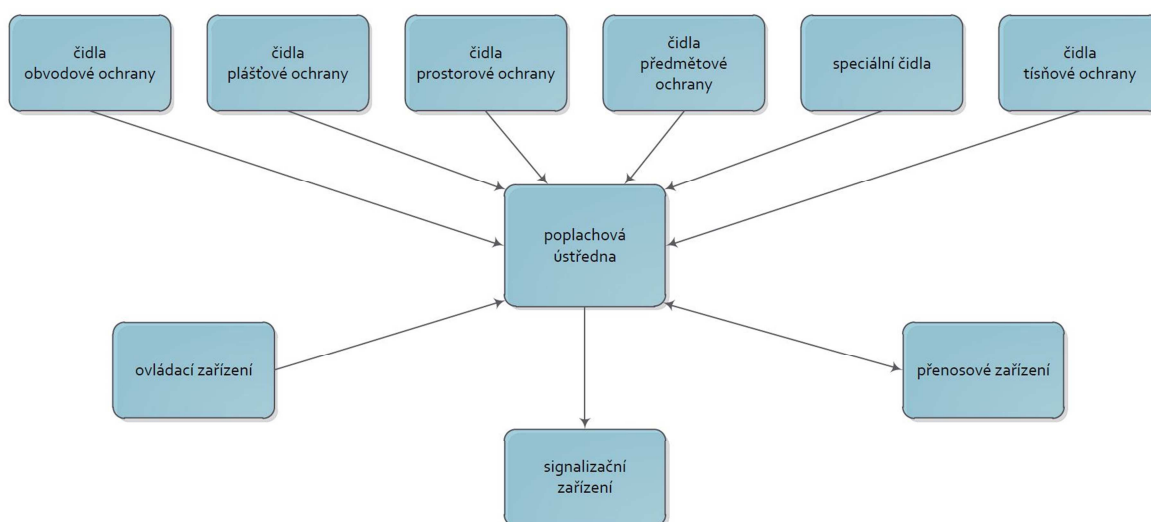 čidla
obvodové ochrany
čidla
plášťové ochrany
čidla
prostorové ochrany
čidla
předmětové
ochrany
speciální čidla
čidla
tísňové ochrany
poplachová
ústředna
ovládací zařízení
přenosové zařízení
signalizační
zařízení